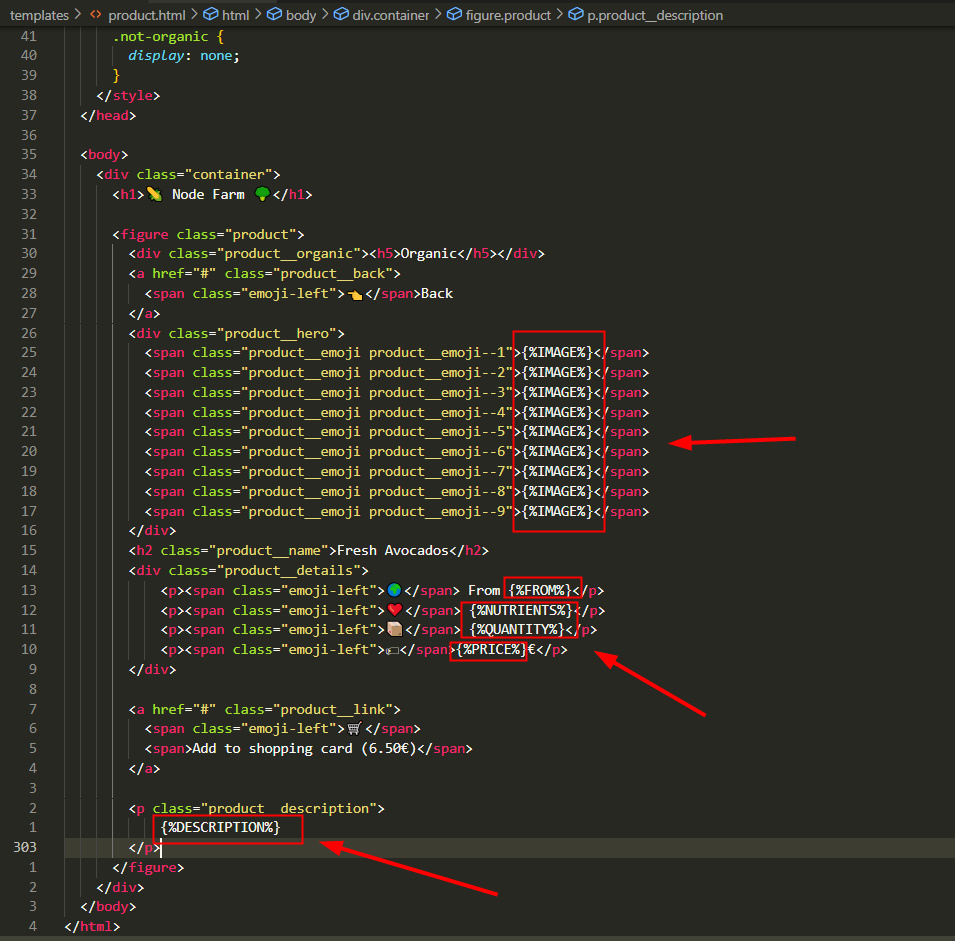 templates > <> product.html > html > body > div.container > figure.product > p.product__description
41 .not-organic {
40 display: none;
39 }
38 </style>
37 </head>
36
35 <body>
34 <div class="container">
33 <h1>🌽 Node Farm 🥦</h1>
32
31 <figure class="product">
30 <div class="product__organic"><h5>Organic</h5></div>
29 <a href="#" class="product__back">
28 <span class="emoji-left">👈</span>Back
27 </a>
26 <div class="product__hero">
25 <span class="product__emoji product__emoji--1">{%IMAGE%}</span>
24 <span class="product__emoji product__emoji--2">{%IMAGE%}</span>
23 <span class="product__emoji product__emoji--3">{%IMAGE%}</span>
22 <span class="product__emoji product__emoji--4">{%IMAGE%}</span>
21 <span class="product__emoji product__emoji--5">{%IMAGE%}</span>
20 <span class="product__emoji product__emoji--6">{%IMAGE%}</span>
19 <span class="product__emoji product__emoji--7">{%IMAGE%}</span>
18 <span class="product__emoji product__emoji--8">{%IMAGE%}</span>
17 <span class="product__emoji product__emoji--9">{%IMAGE%}</span>
16 </div>
15 <h2 class="product__name">Fresh Avocados</h2>
14 <div class="product__details">
13 <p><span class="emoji-left">🌍</span> From {%FROM%}</p>
12 <p><span class="emoji-left">❤️</span> {%NUTRIENTS%}</p>
11 <p><span class="emoji-left">📦</span> {%QUANTITY%}</p>
10 <p><span class="emoji-left">🏷</span>{%PRICE%}€</p>
9 </div>
8
7 <a href="#" class="product__link">
6 <span class="emoji-left">🛒</span>
5 <span>Add to shopping card (6.50€)</span>
4 </a>
3
2 <p class="product__description">
1 {%DESCRIPTION%}
303 </p>
1 </figure>
2 </div>
3 </body>
4 </html>